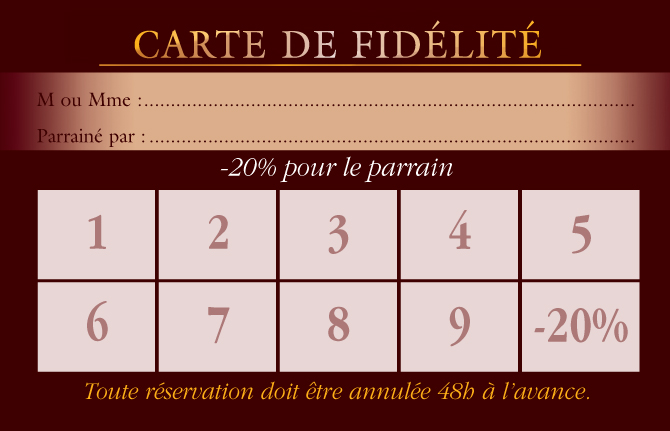 CARTE DE FIDÉLITÉ
M ou Mme :................................................................................
Parrainé par :................................................................................
-20% pour le parrain
1 2 3 4 5
6 7 8 9 -20%
Toute réservation doit être annulée 48h à l'avance.